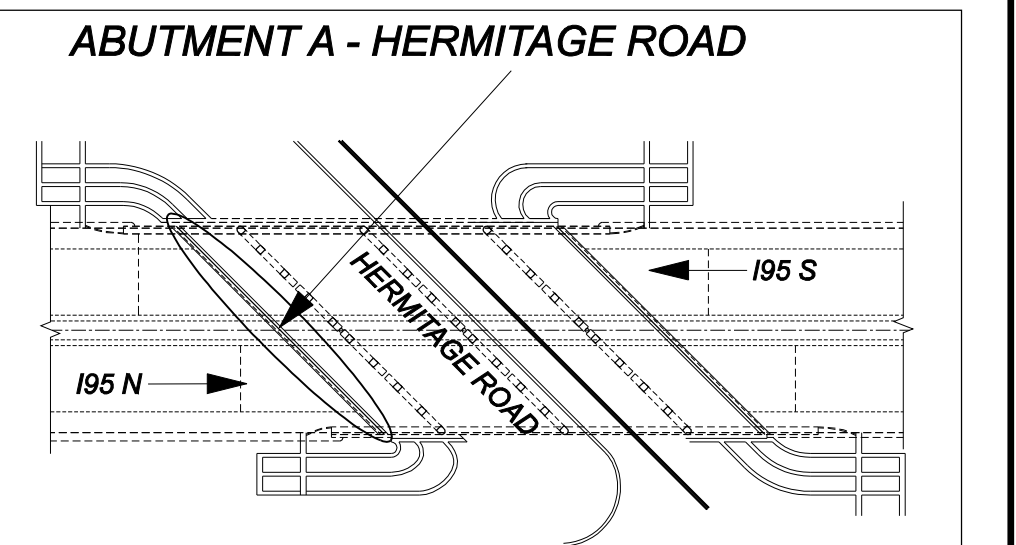 ABUTMENT A - HERMITAGE ROAD
I95 S
HERMITAGE ROAD
I95 N